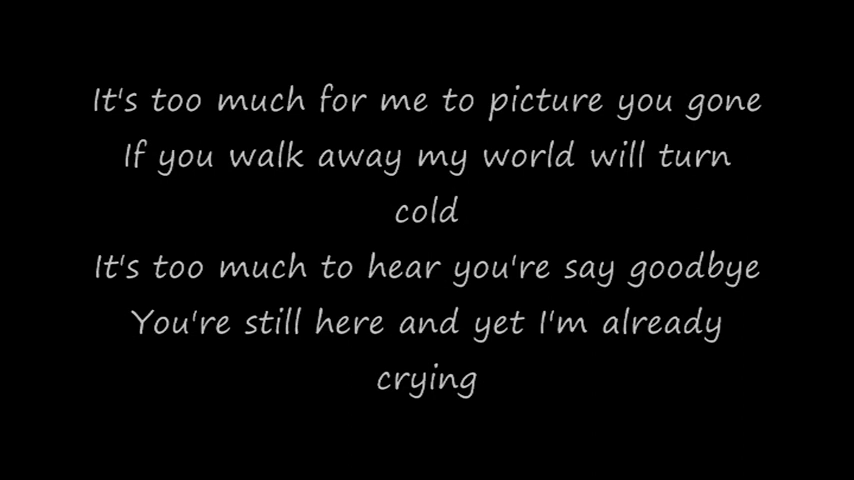 It's too much for me to picture you gone
If you walk away my world will turn
cold
It's too much to hear you're say goodbye
You're still here and yet I'm already
crying